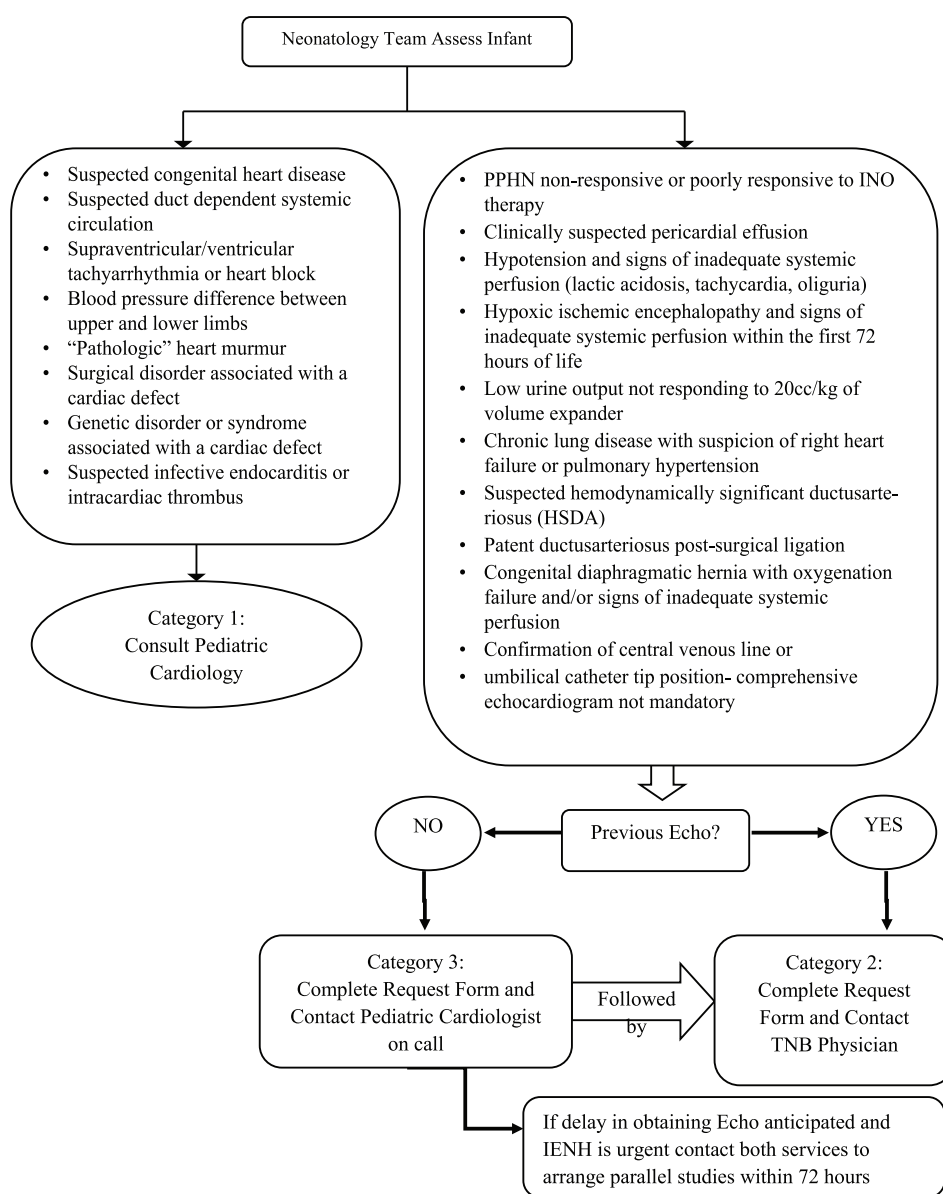 Neonatology Team Assess Infant
• Suspected congenital heart disease
• Suspected duct dependent systemic
circulation
• Supraventricular/ventricular
tachyarrhythmia or heart block
• Blood pressure difference between
upper and lower limbs
• “Pathologic” heart murmur
• Surgical disorder associated with a
cardiac defect
• Genetic disorder or syndrome
associated with a cardiac defect
• Suspected infective endocarditis or
intracardiac thrombus
Category 1:
Consult Pediatric
Cardiology
• PPHN non-responsive or poorly responsive to INO
therapy
• Clinically suspected pericardial effusion
• Hypotension and signs of inadequate systemic
perfusion (lactic acidosis, tachycardia, oliguria)
• Hypoxic ischemic encephalopathy and signs of
inadequate systemic perfusion within the first 72
hours of life
• Low urine output not responding to 20cc/kg of
volume expander
• Chronic lung disease with suspicion of right heart
failure or pulmonary hypertension
• Suspected hemodynamically significant ductusarte-
riosus (HSDA)
• Patent ductusarteriosus post-surgical ligation
• Congenital diaphragmatic hernia with oxygenation
failure and/or signs of inadequate systemic
perfusion
• Confirmation of central venous line or
• umbilical catheter tip position- comprehensive
echocardiogram not mandatory
NO
Previous Echo?
YES
Category 3:
Complete Request Form and
Contact Pediatric Cardiologist
on call
Followed
by
Category 2:
Complete Request
Form and Contact
TNB Physician
If delay in obtaining Echo anticipated and
IENH is urgent contact both services to
arrange parallel studies within 72 hours